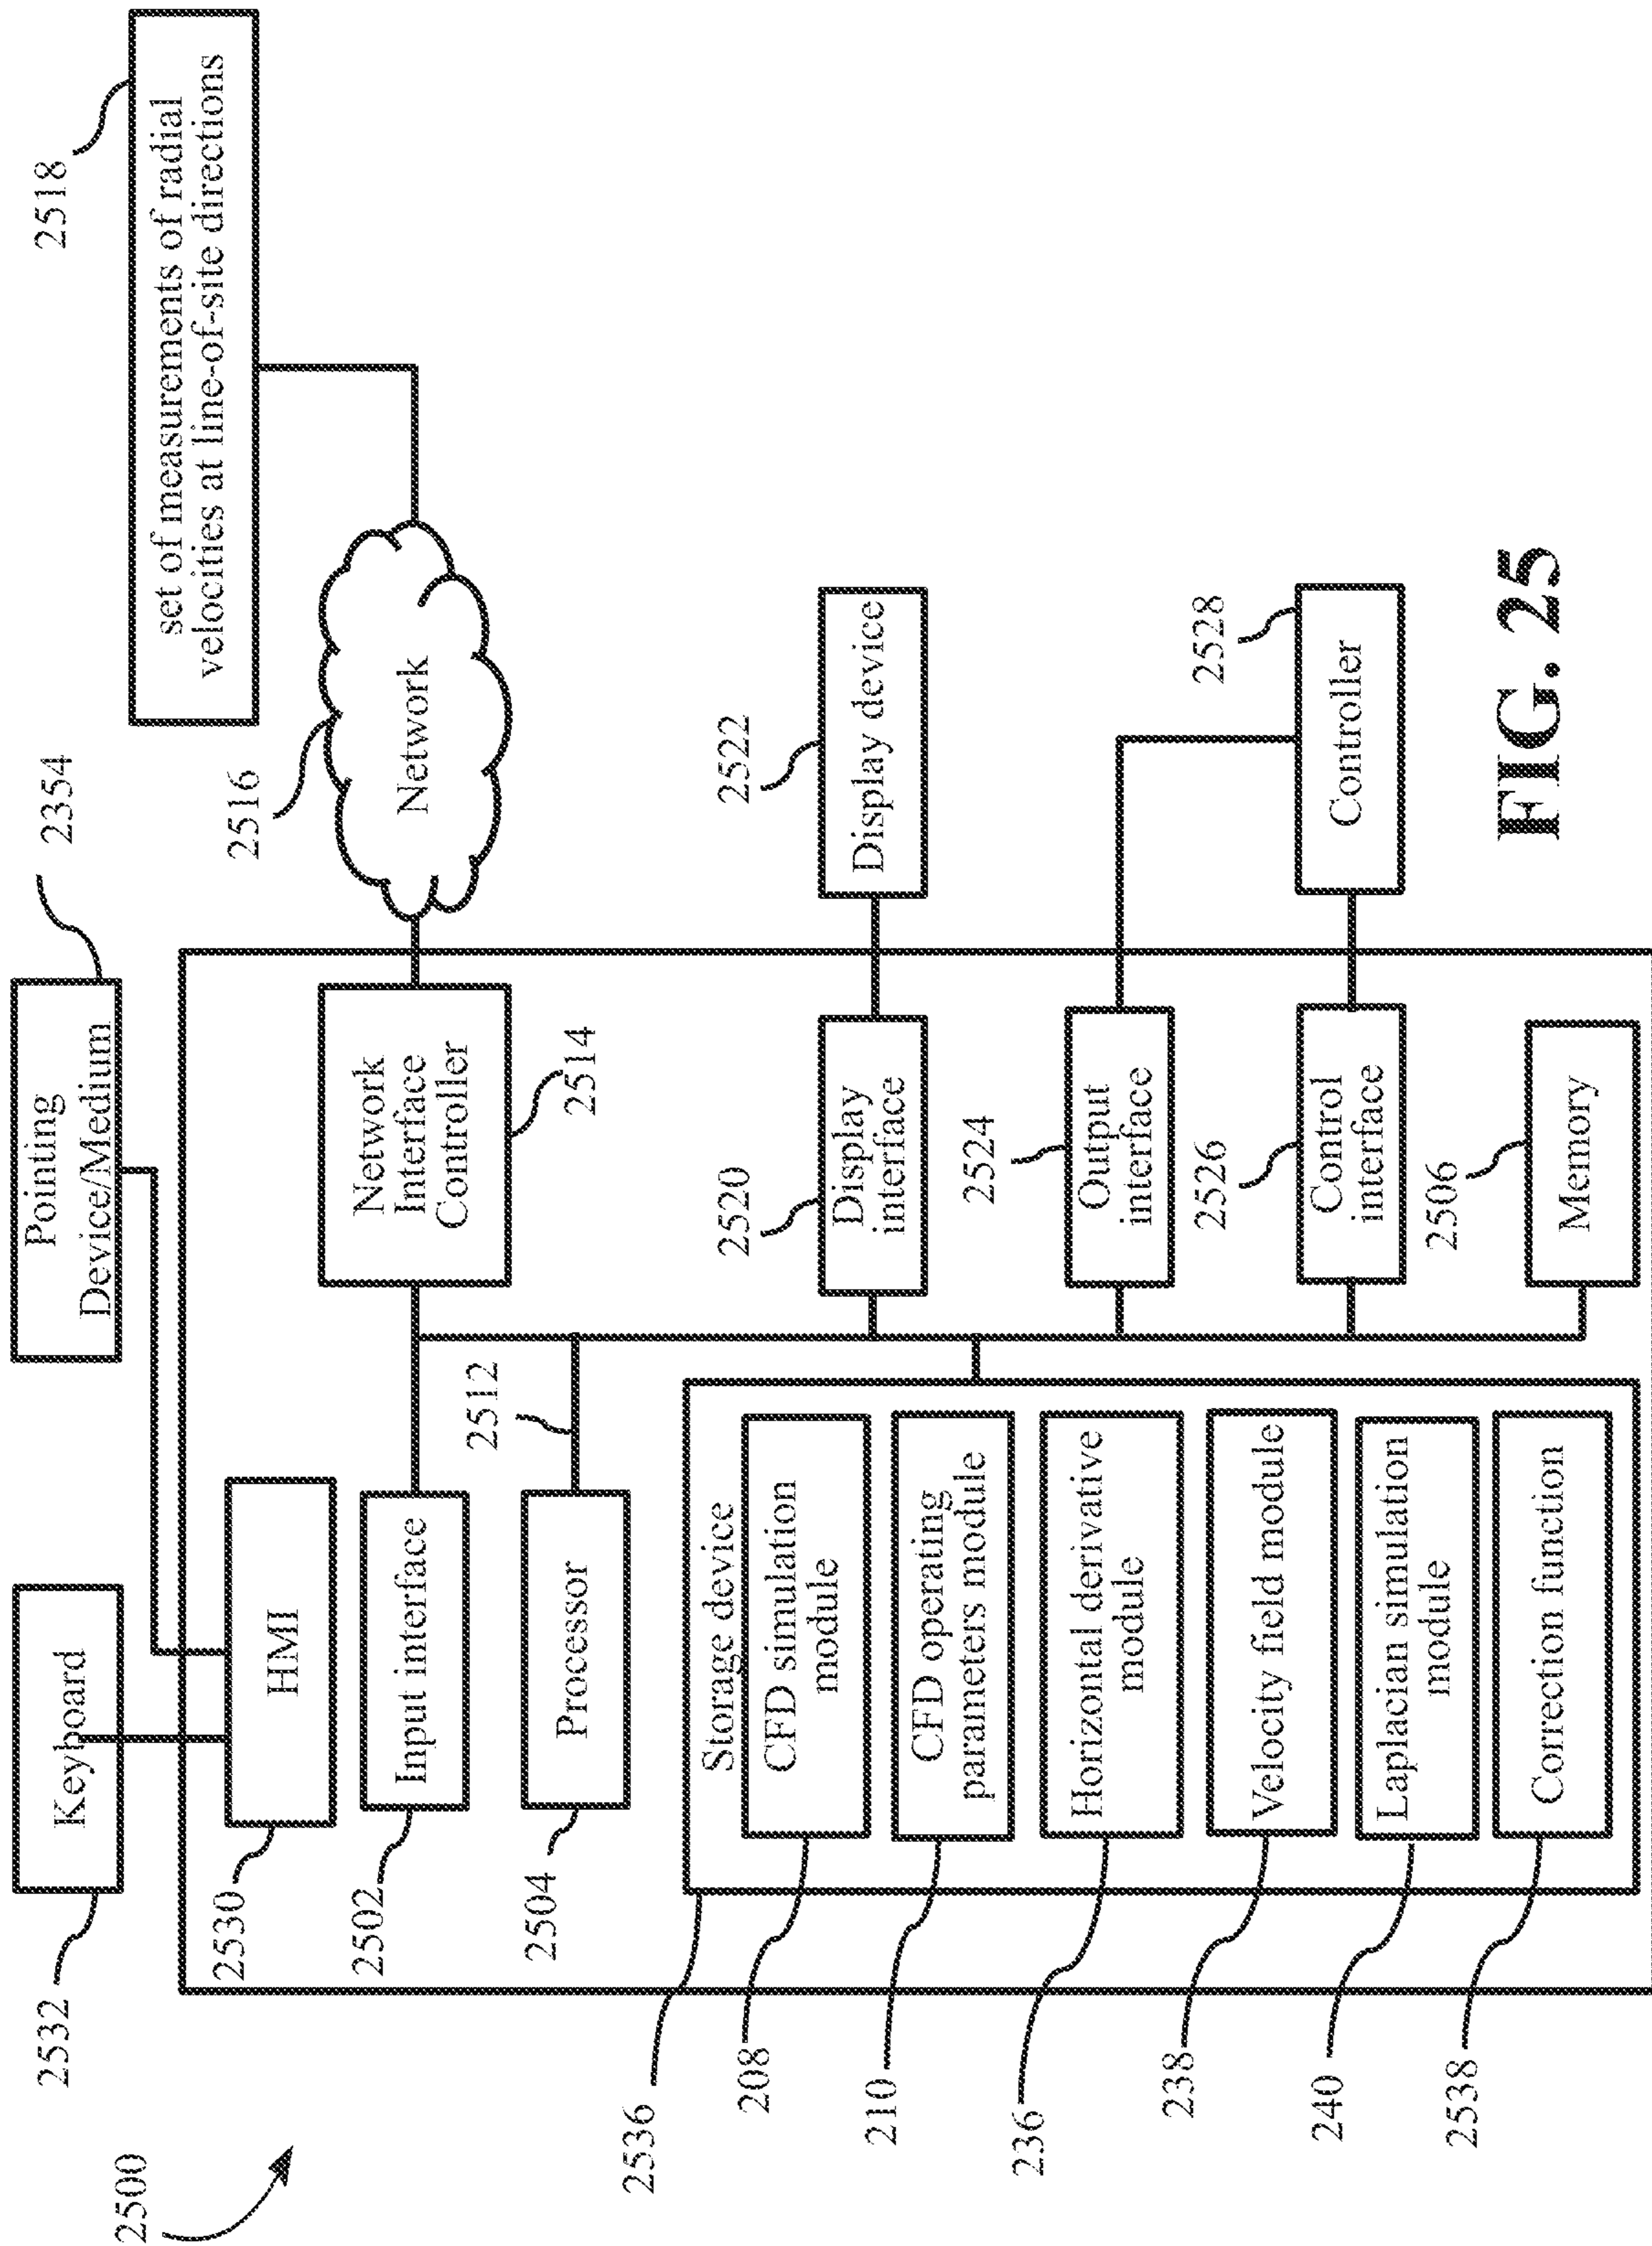 2500
2532
Keyboard
Pointing
Device/Medium
2354
2518
set of measurements of radial
velocities at line-of-site directions
2530
HMI
Network
Interface
Controller
2514
2516
Network
2502
Input interface
2512
2504
Processor
2536
Storage device
208
CFD simulation
module
210
CFD operating
parameters module
236
Horizontal derivative
module
238
Velocity field module
240
Laplacian simulation
module
2538
Correction function
2520
Display
interface
2522
Display device
2524
Output
interface
2526
Control
interface
2528
Controller
2506
Memory
FIG. 25